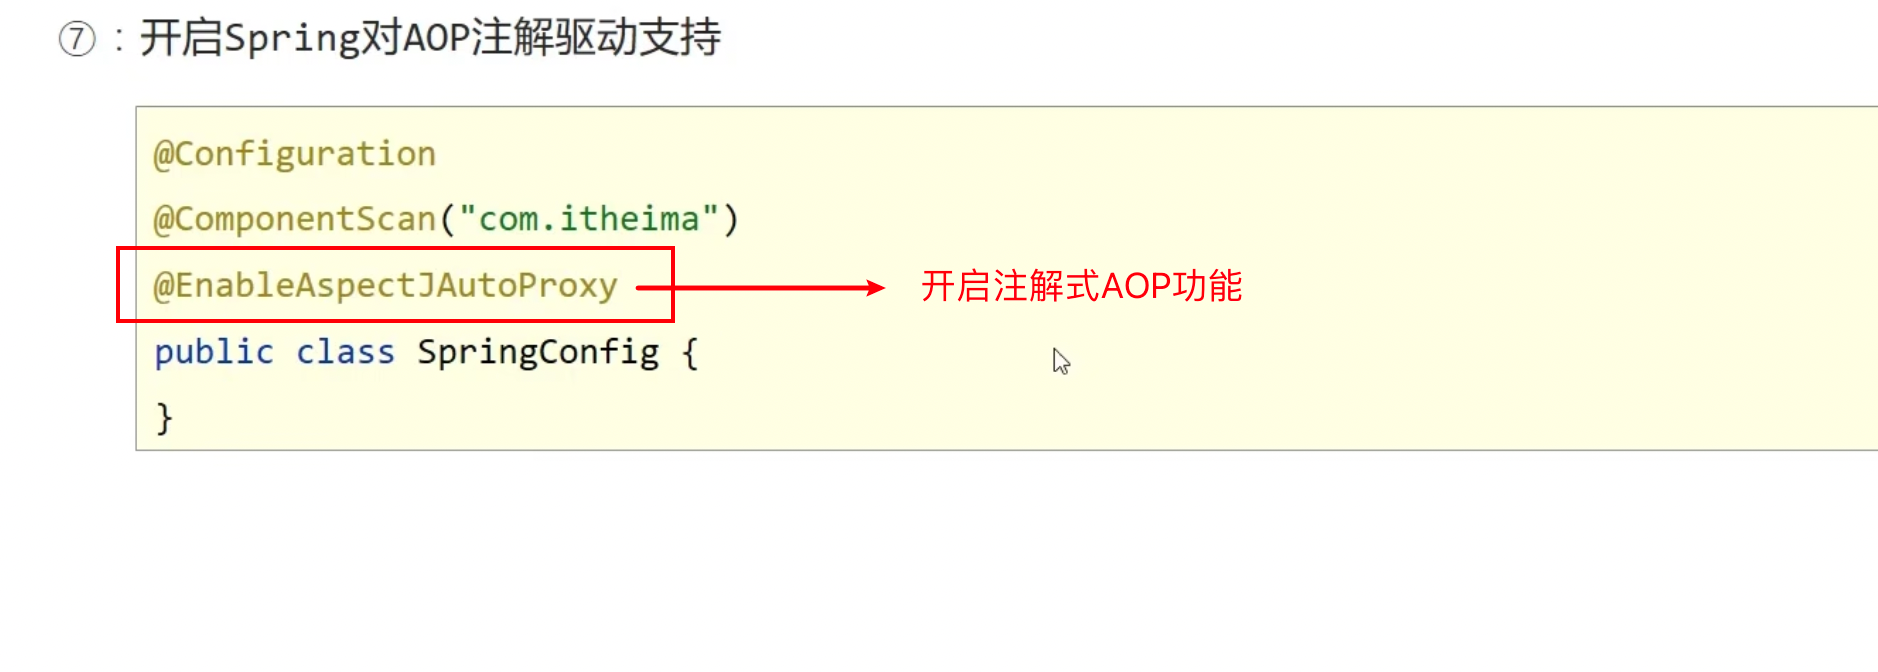 ⑦：开启Spring对AOP注解驱动支持
@Configuration
@ComponentScan("com.itheima")
@EnableAspectJAutoProxy
开启注解式AOP功能
public class SpringConfig {
}